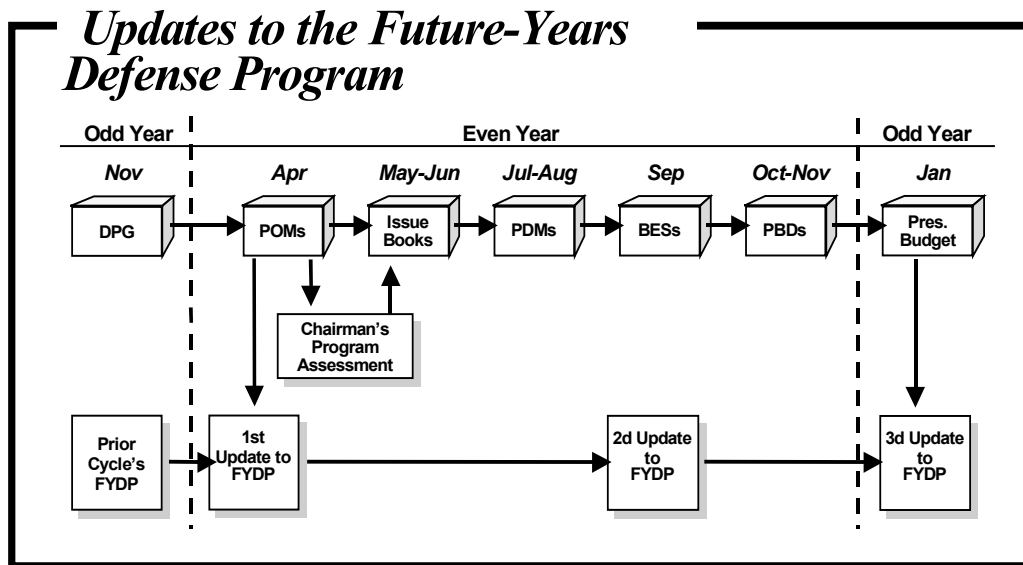 Updates to the Future-Years
Defense Program
Odd Year
Even Year
Odd Year
Nov
Apr
May-Jun
Jul-Aug
Sep
Oct-Nov
Jan
DPG
POMs
Issue
Books
PDMs
BESs
PBDs
Pres.
Budget
Chairman's
Program
Assessment
Prior
Cycle's
FYDP
1st
Update to
FYDP
2d Update
to
FYDP
3d Update
to
FYDP